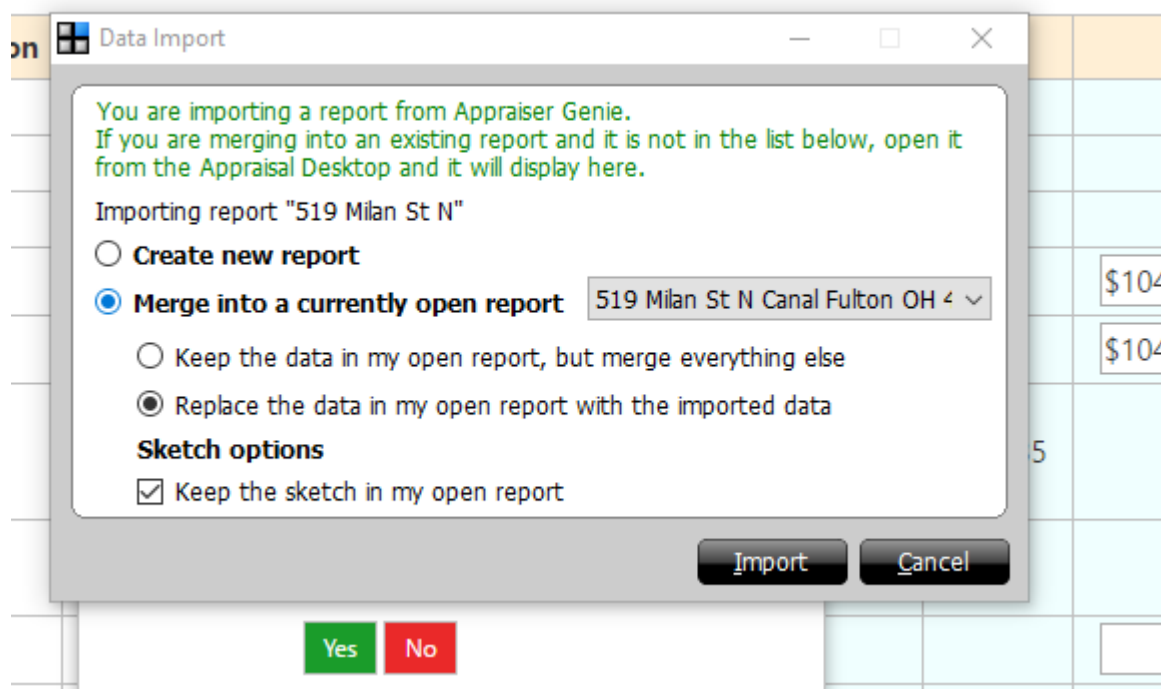 on
Data Import
You are importing a report from Appraiser Genie.
If you are merging into an existing report and it is not in the list below, open it
from the Appraisal Desktop and it will display here.
Importing report "519 Milan St N"
Create new report
Merge into a currently open report
519 Milan St N Canal Fulton OH 4
$104
Keep the data in my open report, but merge everything else
$104
Replace the data in my open report with the imported data
Sketch options
5
Keep the sketch in my open report
Import
Cancel
Yes
No